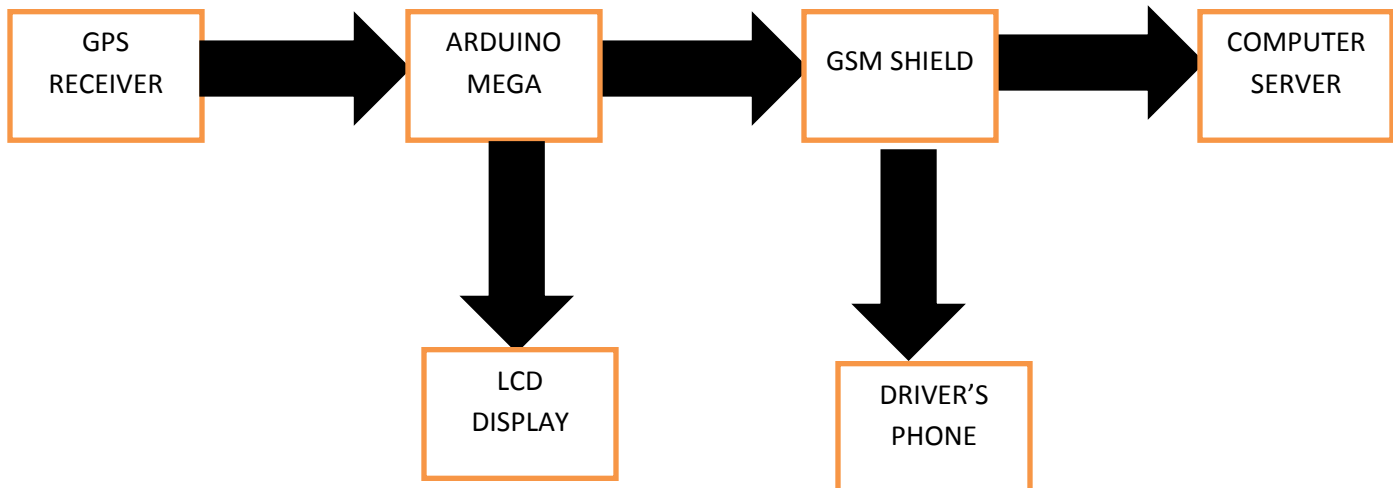 GPS
RECEIVER
ARDUINO
MEGA
GSM SHIELD
COMPUTER
SERVER
LCD
DISPLAY
DRIVER’S
PHONE